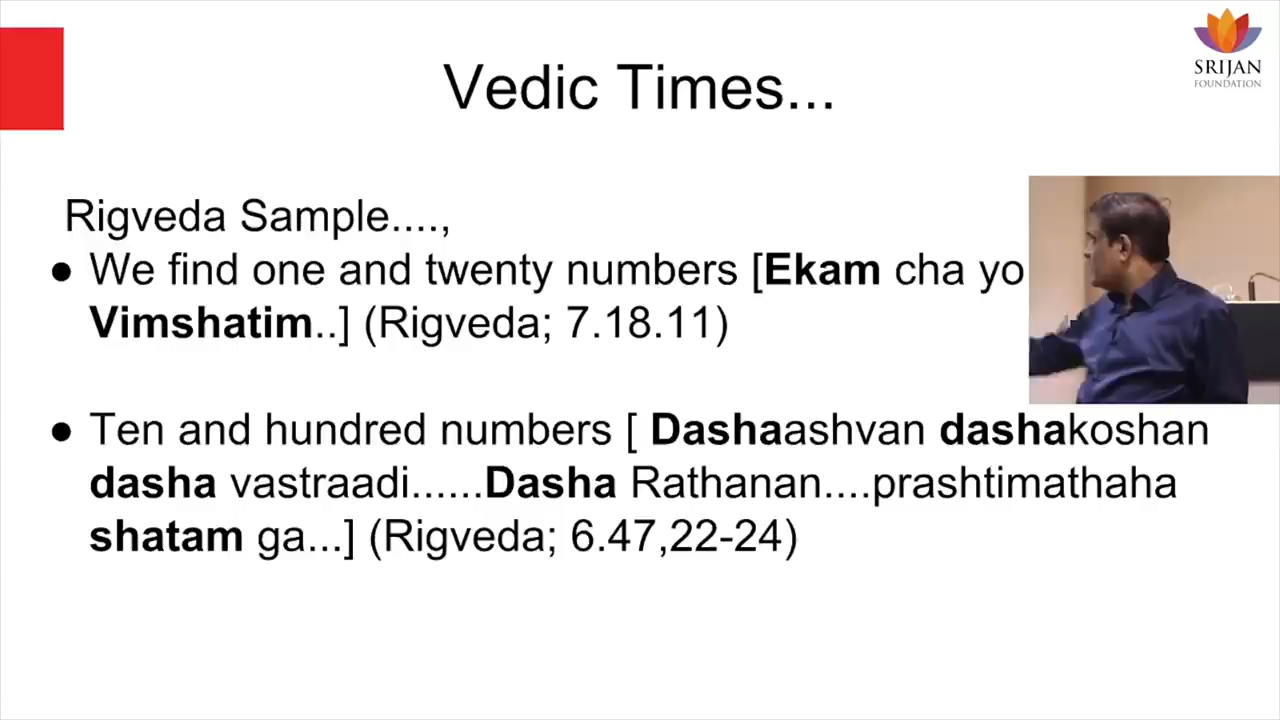 SRIJAN
FOUNDATION
Vedic Times...
Rigveda Sample....,
● We find one and twenty numbers [Ekam cha yo
Vimshatim..] (Rigveda; 7.18.11)
● Ten and hundred numbers [ Dashaashvan dashakoshan
dasha vastraadi......Dasha Rathanan....prashtimathaha
shatam ga...] (Rigveda; 6.47,22-24)